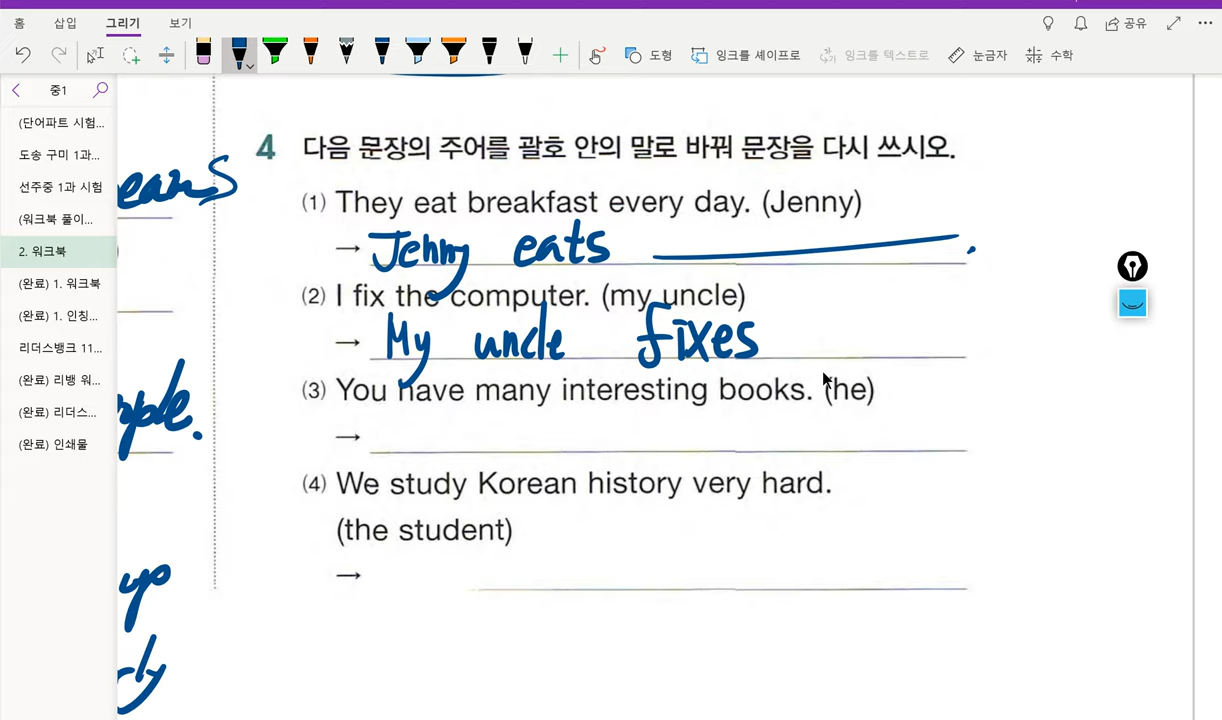 홈 삽입 그리기 보기 공유
도형 잉크를 셰이프로 잉크를 텍스트로 눈금자 수학
중1
(단어파트 시험...
도송 구미 1과...
선주중 1과 시험
(워크북 풀이...
2. 워크북
(완료) 1. 워크북
(완료) 1. 인칭...
리더스뱅크 11...
(완료) 리뱅 워...
(완료) 리더스...
(완료) 인쇄물
4 다음 문장의 주어를 괄호 안의 말로 바꿔 문장을 다시 쓰시오.
(1) They eat breakfast every day. (Jenny)
→ Jenny eats .
(2) I fix the computer. (my uncle)
→ My uncle fixes
(3) You have many interesting books. (he)
→
(4) We study Korean history very hard.
(the student)
→
up